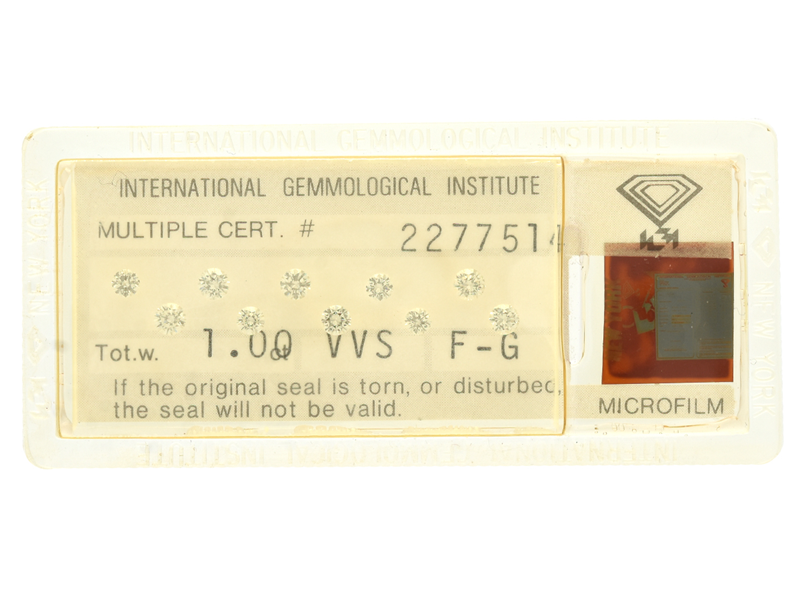 INTERNATIONAL GEMMOLOGICAL INSTITUTE
INTERNATIONAL GEMMOLOGICAL INSTITUTE
MULTIPLE CERT. # 2277514
Tot.w. 1.00 ct VVS F-G
If the original seal is torn, or disturbed,
the seal will not be valid.
MICROFILM
NEW YORK